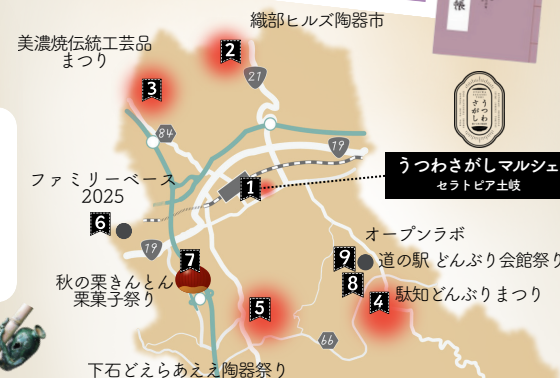 帳
織部ヒルズ陶器市
美濃焼伝統工芸品
まつり
2
3
21
84
うつわ
さがし
19
うつわさがしマルシェ
セラトピア土岐
1
ファミリーベース
2025
6
19
オープンラボ
7
9
道の駅 どんぶり会館祭り
秋の栗きんとん
栗菓子祭り
8
5
4
駄知どんぶりまつり
66
下石どえらあええ陶器祭り